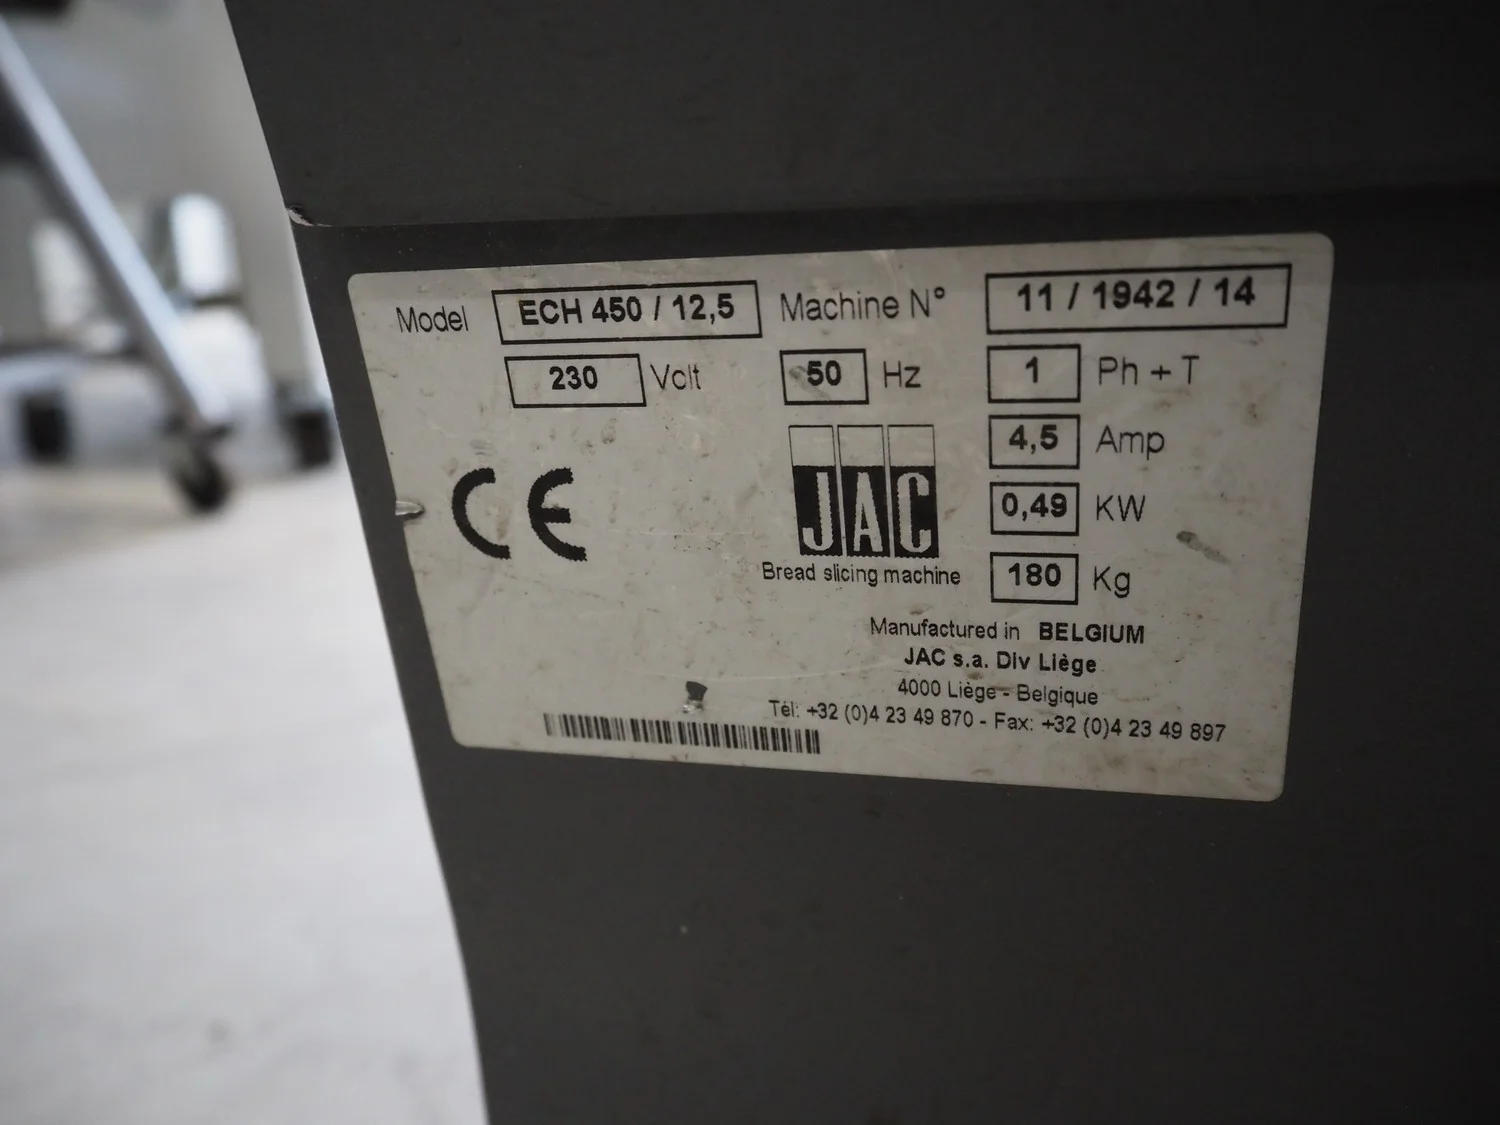 Model ECH 450 / 12,5 Machine N° 11 / 1942 / 14
230 Volt 50 Hz 1 Ph + T
4,5 Amp
CE JAC 0,49 KW
Bread slicing machine 180 Kg
Manufactured in BELGIUM
JAC s.a. Div Liège
4000 Liège - Belgique
Tél: +32 (0)4 23 49 870 - Fax: +32 (0)4 23 49 897